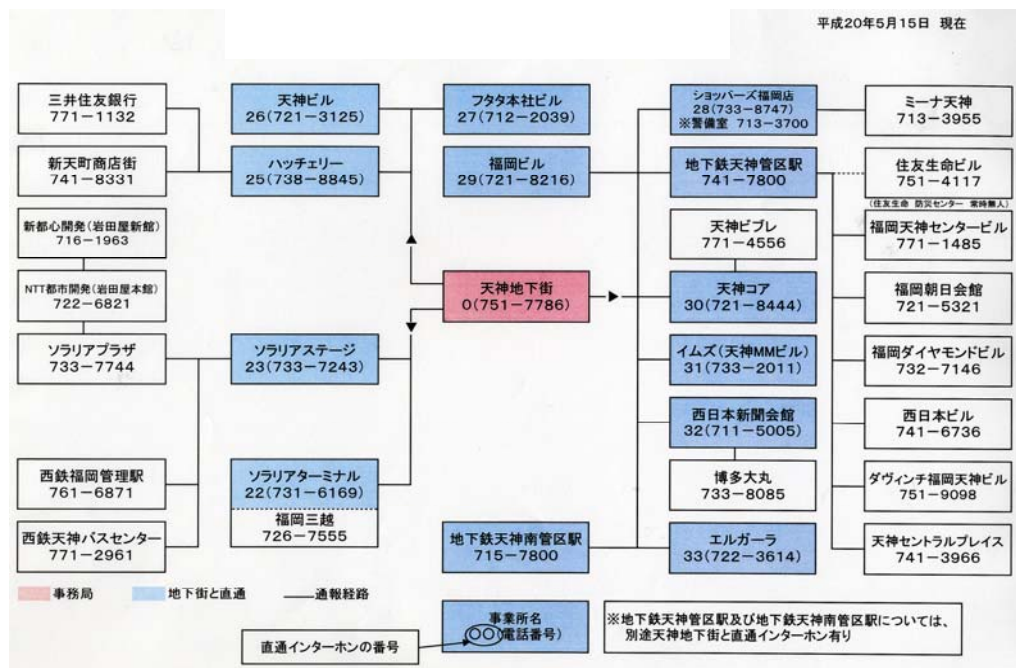 平成20年5月15日 現在
三井住友銀行
771-1132
新天町商店街
741-8331
新都心開発(岩田屋新館)
716-1963
NTT都市開発(岩田屋本館)
722-6821
ソラリアプラザ
733-7744
西鉄福岡管理駅
761-6871
西鉄天神バスセンター
771-2961
天神ビル
26(721-3125)
ハッチェリー
25(738-8845)
ソラリアステージ
23(733-7243)
ソラリアターミナル
22(731-6169)
福岡三越
726-7555
フタタ本社ビル
27(712-2039)
福岡ビル
29(721-8216)
天神地下街
0(751-7786)
地下鉄天神南管区駅
715-7800
ショッパーズ福岡店
28(733-8747)
※警備室 713-3700
地下鉄天神管区駅
741-7800
天神ビブレ
771-4556
天神コア
30(721-8444)
イムズ(天神MMビル)
31(733-2011)
西日本新聞会館
32(711-5005)
博多大丸
733-8085
エルガーラ
33(722-3614)
ミーナ天神
713-3955
住友生命ビル
751-4117
(住友生命 防災センター 常時無人)
福岡天神センタービル
771-1485
福岡朝日会館
721-5321
福岡ダイヤモンドビル
732-7146
西日本ビル
741-6736
ダヴィンチ福岡天神ビル
751-9098
天神セントラルプレイス
741-3966
事務局
地下街と直通
通報経路
直通インターホンの番号
事業所名
○○(電話番号)
※地下鉄天神管区駅及び地下鉄天神南管区駅については、
別途天神地下街と直通インターホン有り